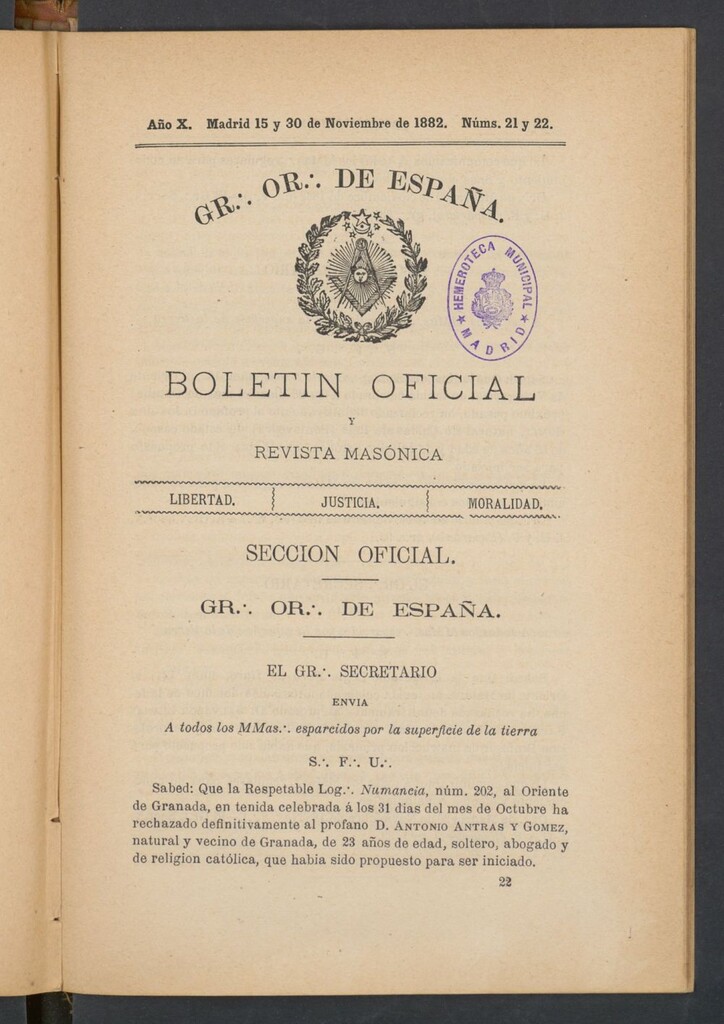 Año X. Madrid 15 y 30 de Noviembre de 1882. Núms. 21 y 22.
GR.·. OR.·. DE ESPAÑA.
HEMEROTECA MUNICIPAL
★ MADRID ★
BOLETIN OFICIAL
Y
REVISTA MASÓNICA
LIBERTAD. JUSTICIA. MORALIDAD.
SECCION OFICIAL.
GR.·. OR.·. DE ESPAÑA.
EL GR.·. SECRETARIO
ENVIA
A todos los MMas.·. esparcidos por la superficie de la tierra
S.·. F.·. U.·.
Sabed: Que la Respetable Log.·. Numancia, núm. 202, al Oriente
de Granada, en tenida celebrada á los 31 dias del mes de Octubre ha
rechazado definitivamente al profano D. ANTONIO ANTRAS Y GOMEZ,
natural y vecino de Granada, de 23 años de edad, soltero, abogado y
de religion católica, que habia sido propuesto para ser iniciado.
22